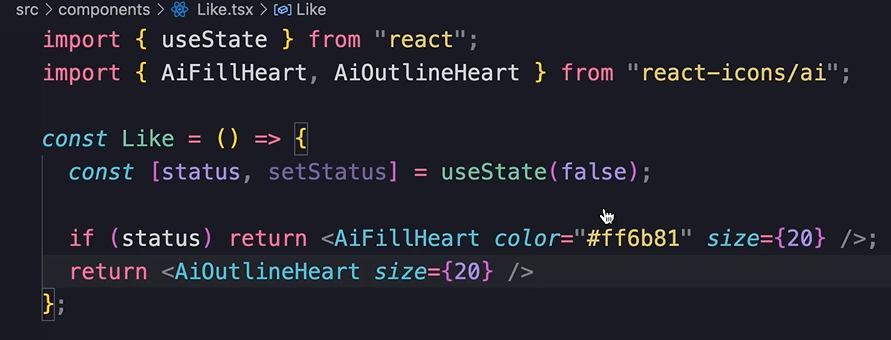 src > components > Like.tsx > Like
import { useState } from "react";
import { AiFillHeart, AiOutlineHeart } from "react-icons/ai";
const Like = () => {
const [status, setStatus] = useState(false);
if (status) return <AiFillHeart color="#ff6b81" size={20} />;
return <AiOutlineHeart size={20} />
};